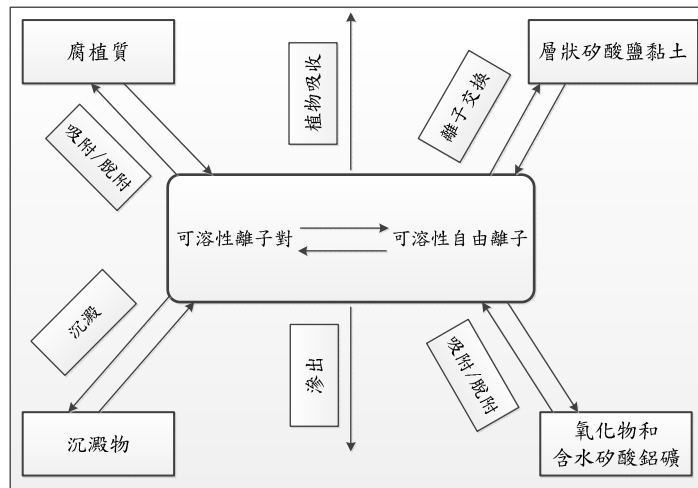 腐植質
植物吸收
層狀矽酸鹽黏土
離子交換
吸附/脫附
可溶性離子對
可溶性自由離子
沉澱
滲出
吸附/脫附
沉澱物
氧化物和
含水矽酸鋁礦